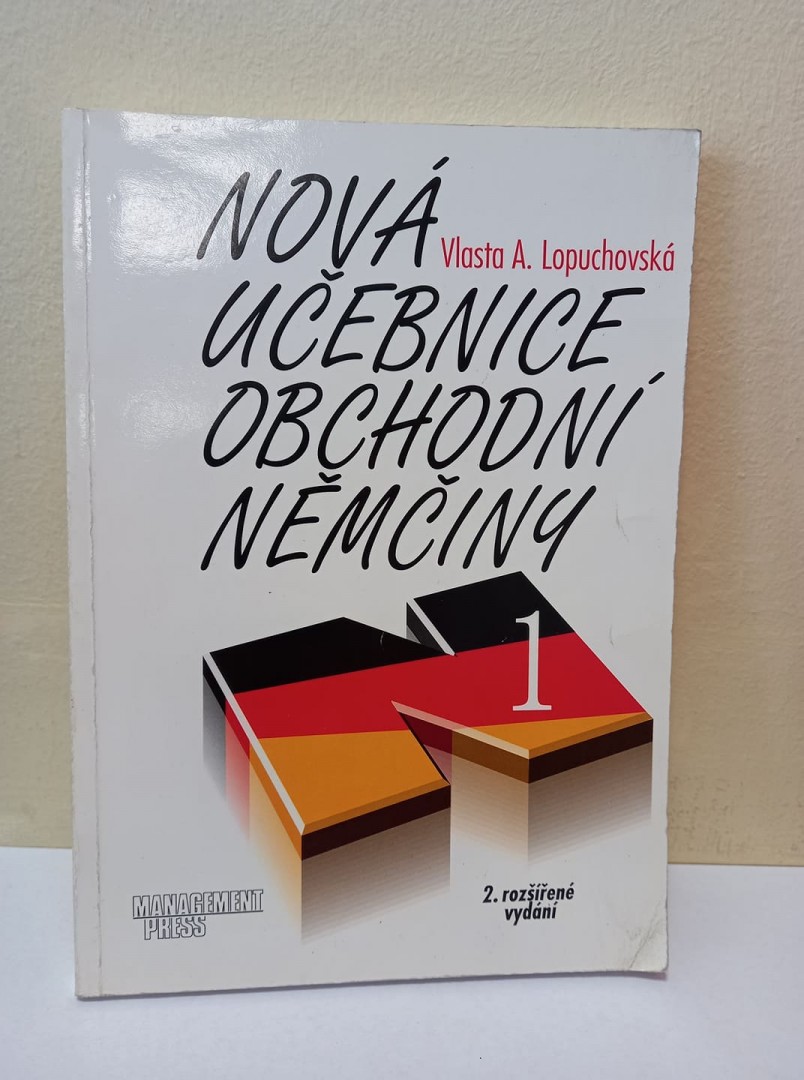 NOVÁ
Vlasta A. Lopuchovská
UČEBNICE
OBCHODNÍ
NĚMČINY
1
MANAGEMENT
PRESS
2. rozšířené
vydání